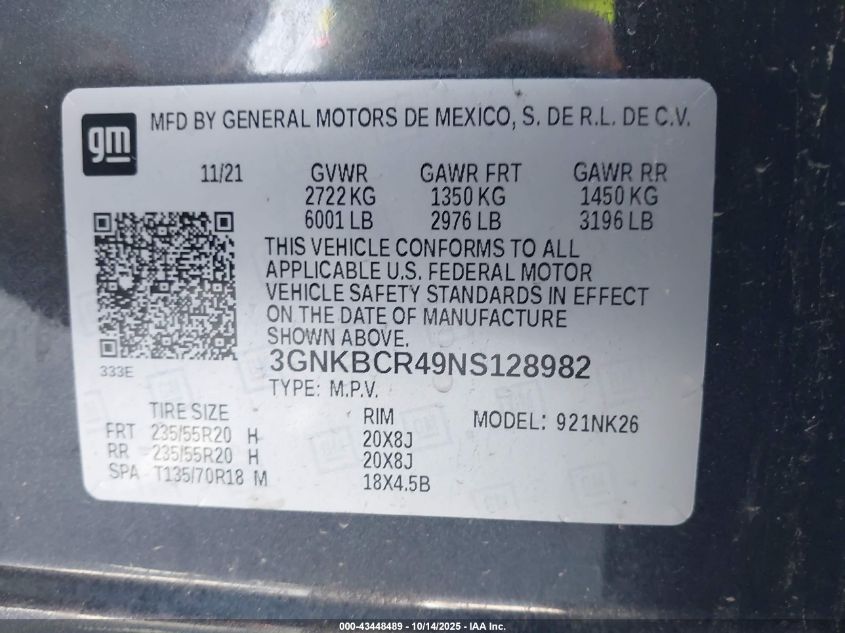 gm
MFD BY GENERAL MOTORS DE MEXICO, S. DE R.L. DE C.V.
11/21 GVWR GAWR FRT GAWR RR
2722 KG 1350 KG 1450 KG
6001 LB 2976 LB 3196 LB
THIS VEHICLE CONFORMS TO ALL
APPLICABLE U.S. FEDERAL MOTOR
VEHICLE SAFETY STANDARDS IN EFFECT
ON THE DATE OF MANUFACTURE
SHOWN ABOVE.
333E
3GNKBCR49NS128982
TYPE: M.P.V.
TIRE SIZE RIM MODEL: 921NK26
FRT 235/55R20 H 20X8J
RR 235/55R20 H 20X8J
SPA T135/70R18 M 18X4.5B
000-43448489 - 10/14/2025 - IAA Inc.